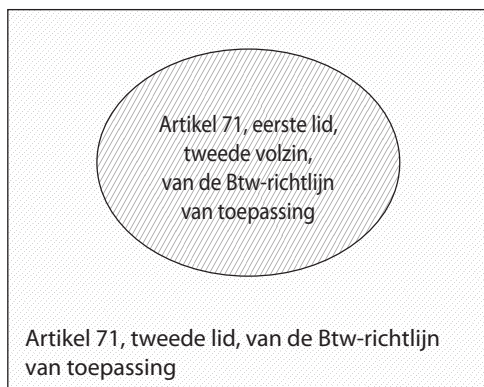 Artikel 71, eerste lid,
tweede volzin,
van de Btw-richtlijn
van toepassing
Artikel 71, tweede lid, van de Btw-richtlijn
van toepassing